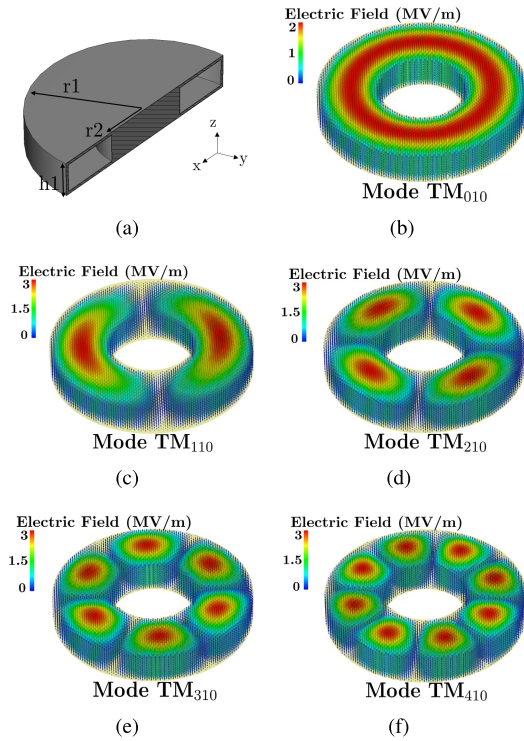 r1
r2
h1
z
x
y
(a)
Electric Field (MV/m)
2
1
0
Mode TM₀₁₀
(b)
Electric Field (MV/m)
3
1.5
0
Mode TM₁₁₀
(c)
Electric Field (MV/m)
3
1.5
0
Mode TM₂₁₀
(d)
Electric Field (MV/m)
3
1.5
0
Mode TM₃₁₀
(e)
Electric Field (MV/m)
3
1.5
0
Mode TM₄₁₀
(f)